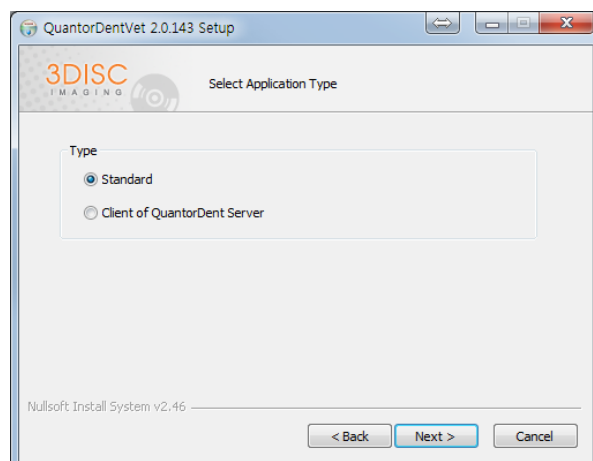 QuantorDentVet 2.0.143 Setup
3DISC
IMAGING
Select Application Type
Type
Standard
Client of QuantorDent Server
Nullsoft Install System v2.46
< Back
Next >
Cancel